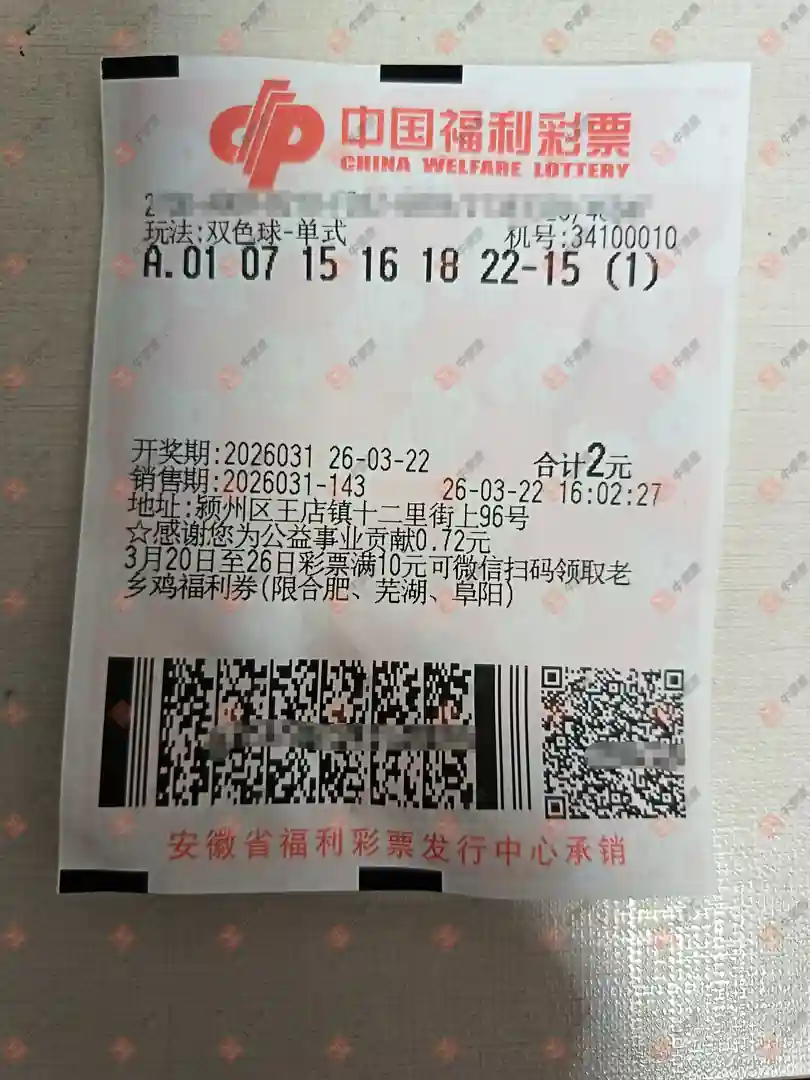 中国福利彩票
CHINA WELFARE LOTTERY
玩法:双色球-单式 机号:34100010
A.01 07 15 16 18 22-15 (1)
开奖期:2026031 26-03-22 合计2元
销售期:2026031-143 26-03-22 16:02:27
地址:颍州区王店镇十二里街上96号
☆感谢您为公益事业贡献0.72元
3月20日至26日彩票满10元可微信扫码领取老
乡鸡福利券(限合肥、芜湖、阜阳)
安徽省福利彩票发行中心承销